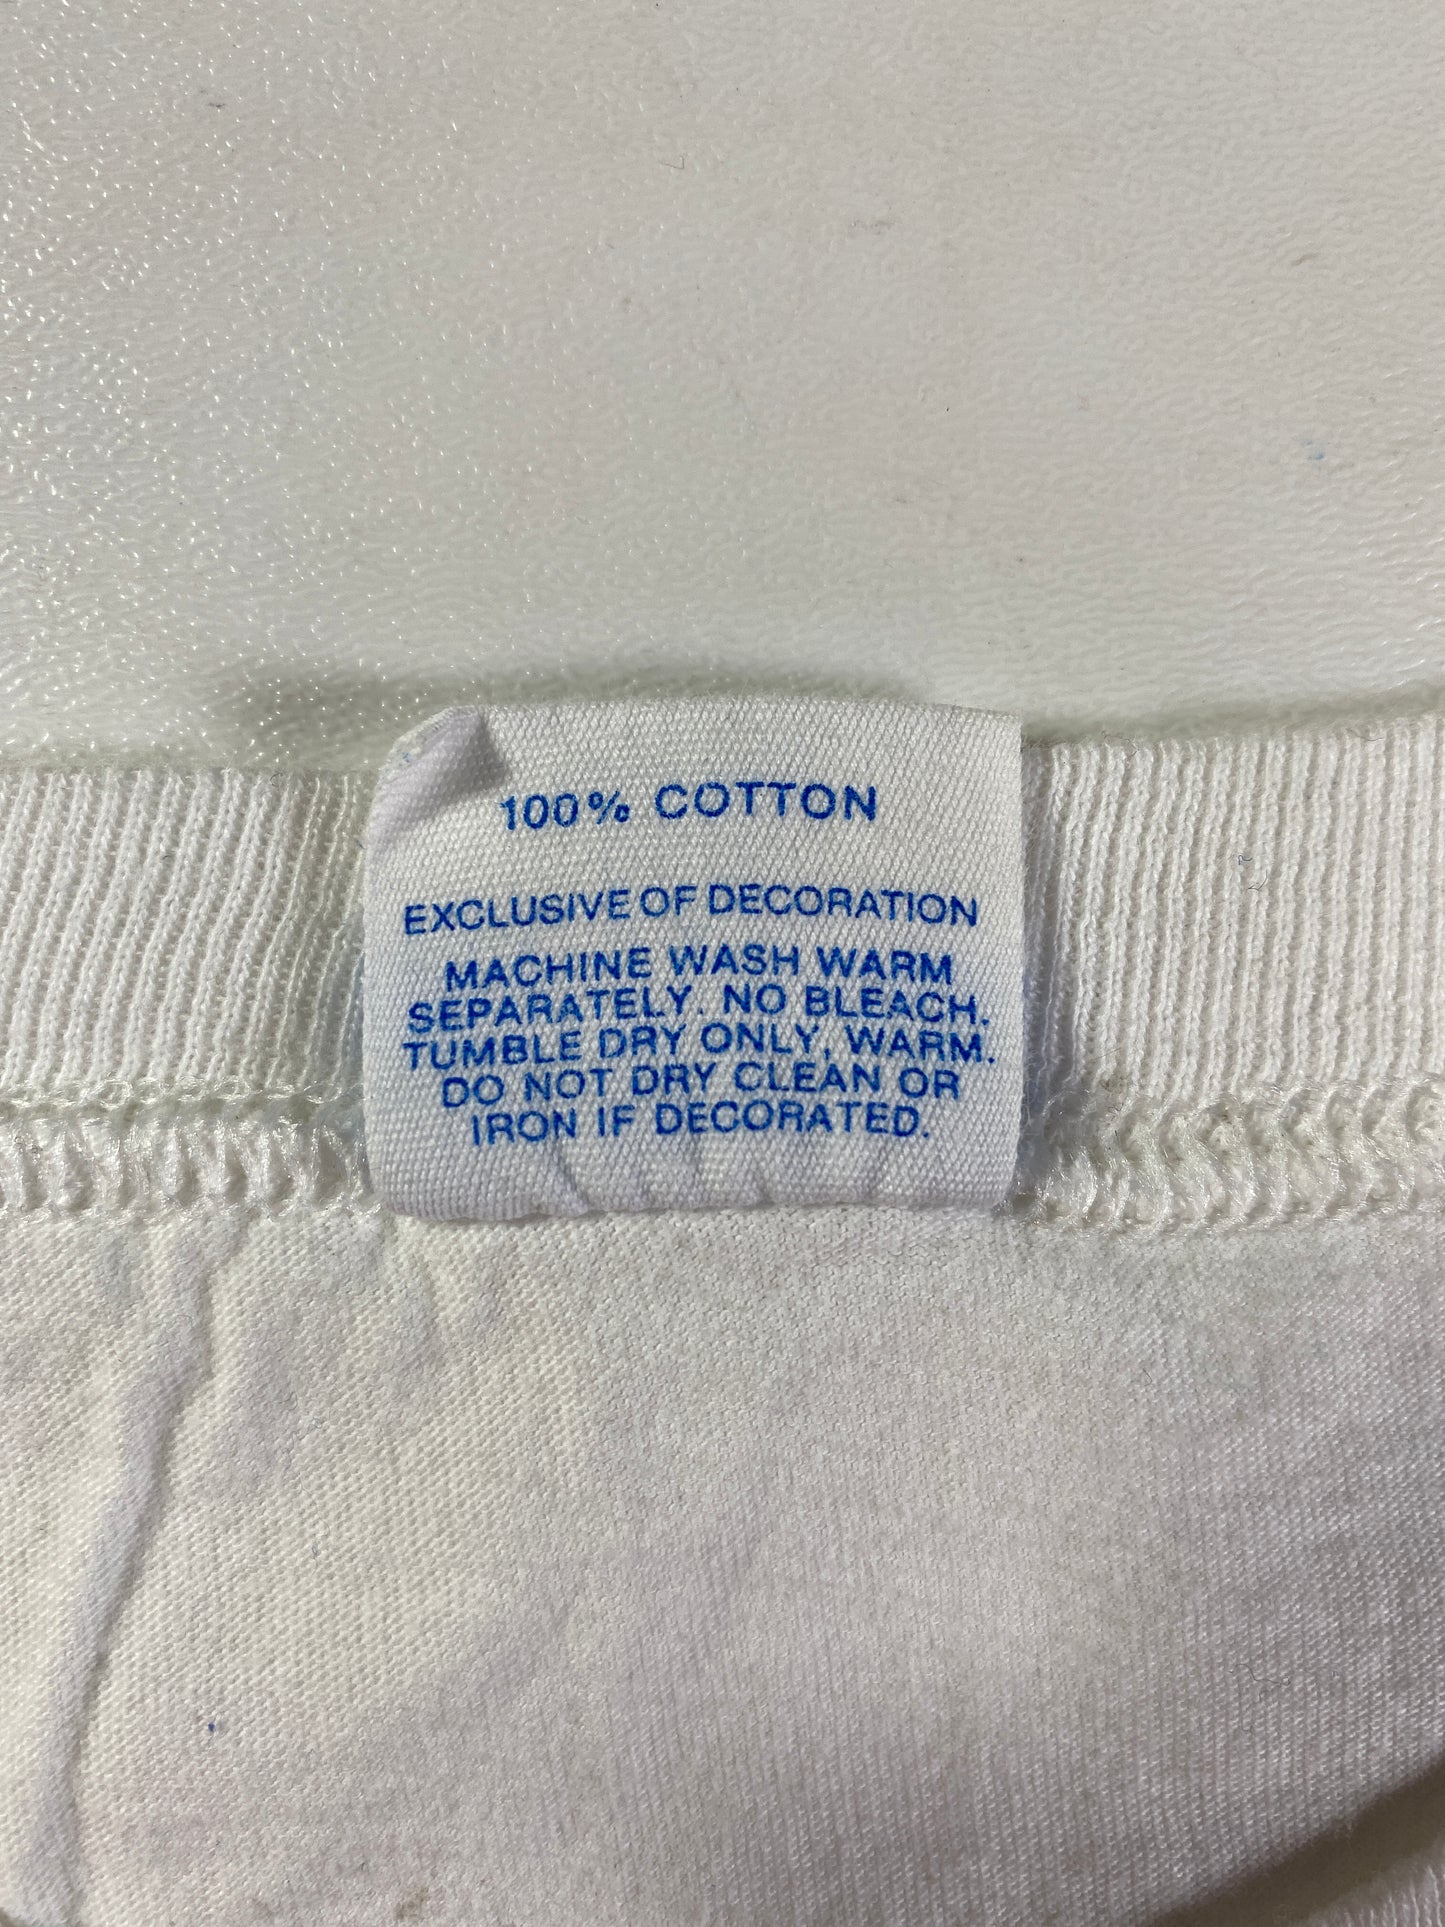 100% COTTON
EXCLUSIVE OF DECORATION
MACHINE WASH WARM
SEPARATELY. NO BLEACH.
TUMBLE DRY ONLY, WARM.
DO NOT DRY CLEAN OR
IRON IF DECORATED.